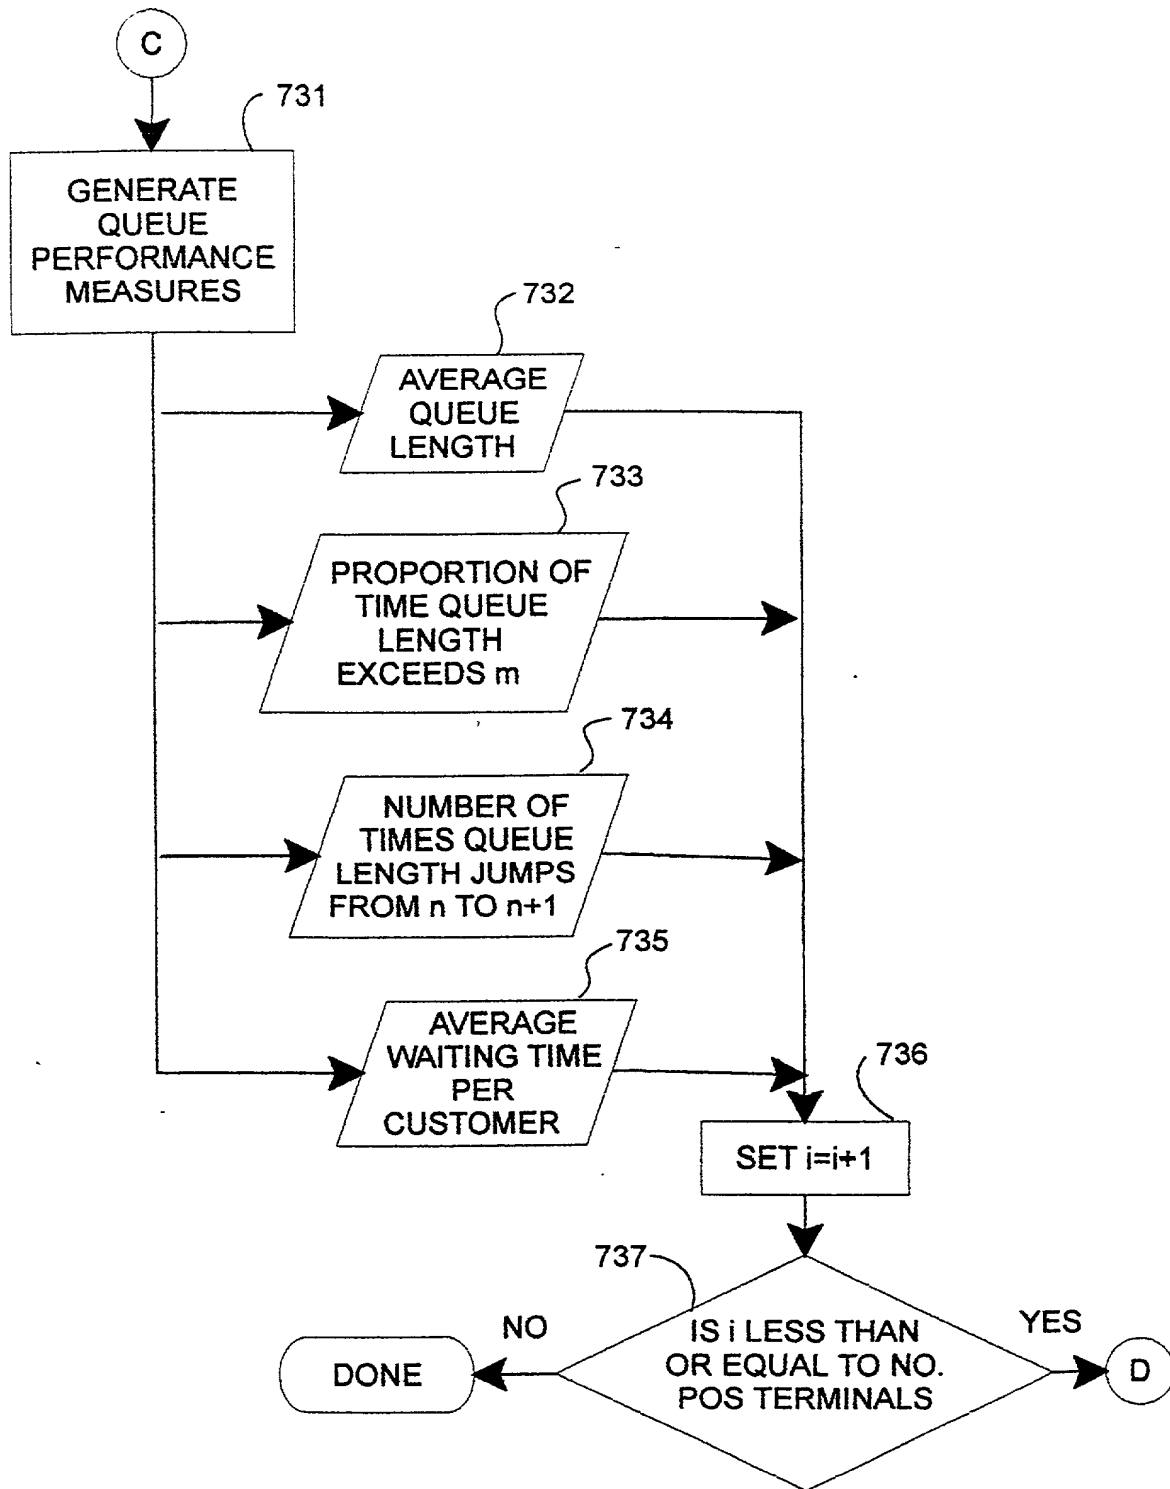 C
731
GENERATE
QUEUE
PERFORMANCE
MEASURES
732
AVERAGE
QUEUE
LENGTH
733
PROPORTION OF
TIME QUEUE
LENGTH
EXCEEDS m
734
NUMBER OF
TIMES QUEUE
LENGTH JUMPS
FROM n TO n+1
735
AVERAGE
WAITING TIME
PER
CUSTOMER
736
SET i=i+1
737
IS i LESS THAN
OR EQUAL TO NO.
POS TERMINALS
NO
DONE
YES
D